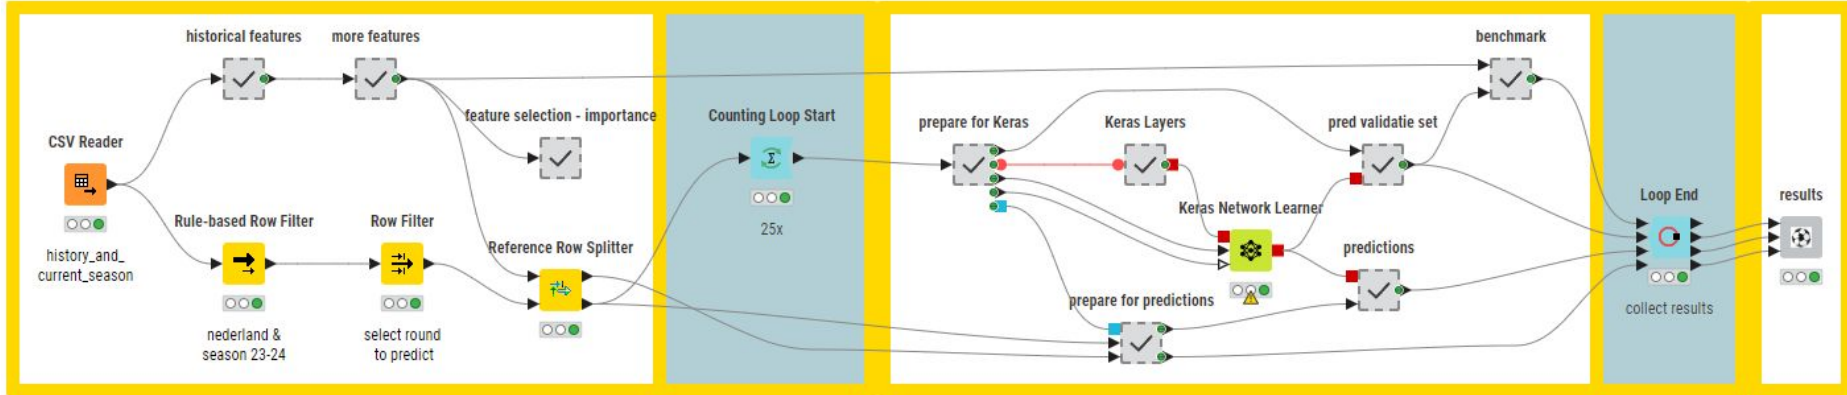 historical features
more features
benchmark
feature selection - importance
Counting Loop Start
prepare for Keras
Keras Layers
pred validatie set
CSV Reader
Σ
Loop End
results
Rule-based Row Filter
Row Filter
Keras Network Learner
25x
history_and_
current_season
Reference Row Splitter
predictions
prepare for predictions
collect results
nederland &
season 23-24
select round
to predict